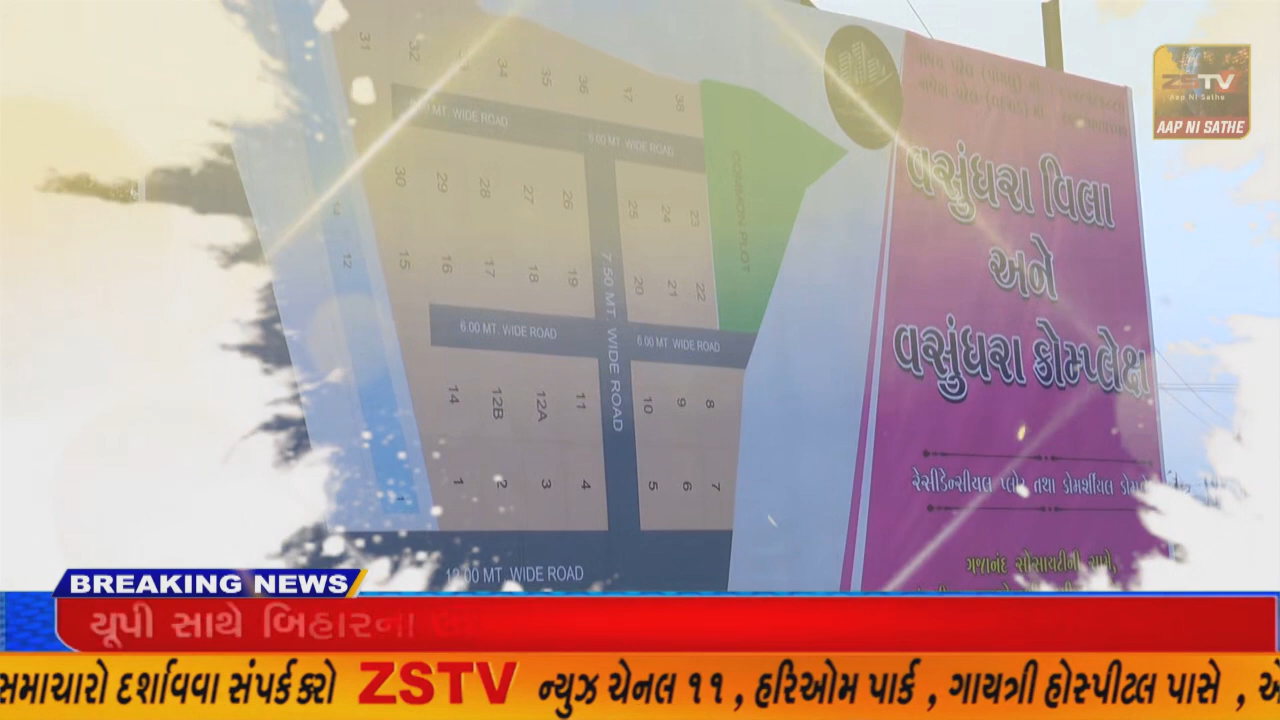 31 32 34 35 36 37 38
6.00 MT. WIDE ROAD
6.00 MT. WIDE ROAD
30 29 28 27 26 25 24 23
COMMON PLOT
12 15 16 17 18 19 20 21 22
7.50 MT. WIDE ROAD
6.00 MT. WIDE ROAD
6.00 MT. WIDE ROAD
14 12B 12A 11 10 9 8
1 2 3 4 5 6 7
12.00 MT. WIDE ROAD
વસુંધરા વિલા
અને
વસુંધરા કોમ્પ્લેક્ષ
રેસીડેન્સીયલ પ્લોટ તથા કોમર્શીયલ
ગજાનંદ સોસાયટીની સામે,
ZSTV
Aap Ni Sathe
AAP NI SATHE
BREAKING NEWS
યૂપી સાથે બિહારના
સમાચારો દર્શાવવા સંપર્ક કરો ZSTV ન્યુઝ ચેનલ ૧૧ , હરિઓમ પાર્ક , ગાયત્રી હોસ્પીટલ પાસે ,